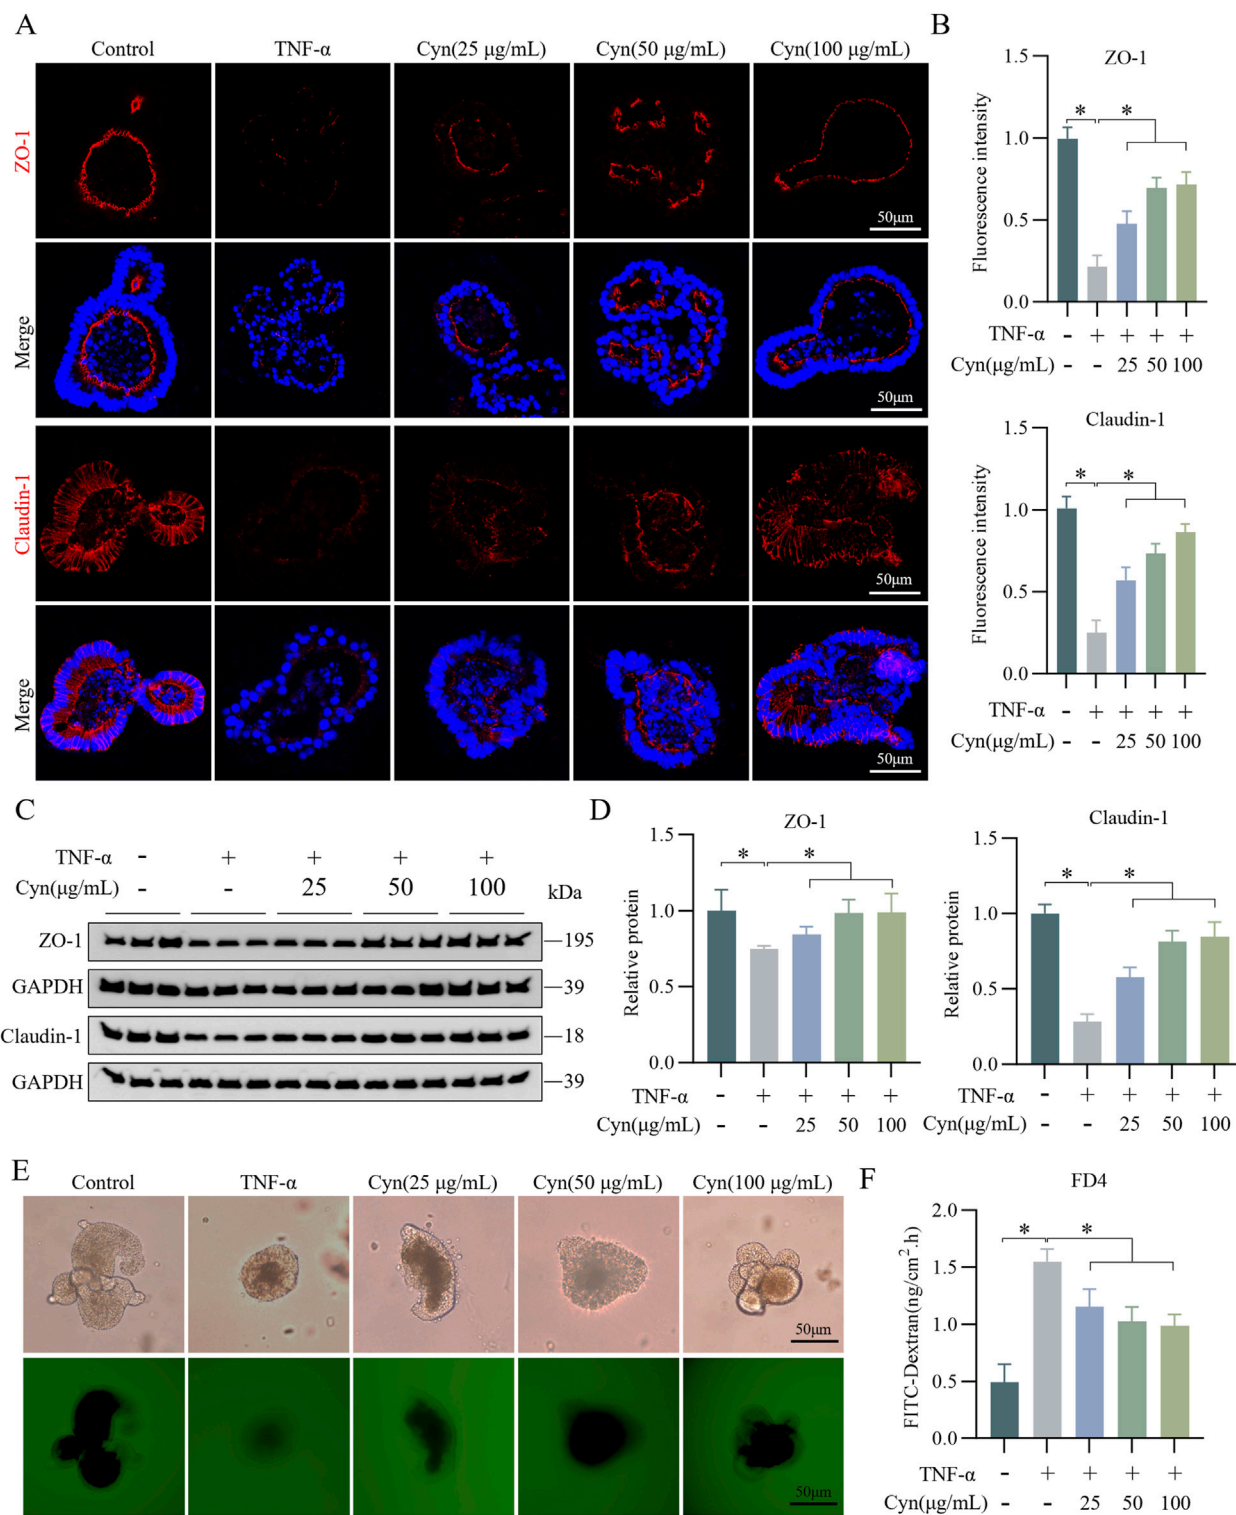 A
Control TNF-α Cyn(25 μg/mL) Cyn(50 μg/mL) Cyn(100 μg/mL)
ZO-1
50μm
Merge
50μm
Claudin-1
50μm
Merge
50μm
B
ZO-1
Fluorescence intensity
1.5
1.0
0.5
0.0
* *
TNF-α - + + + +
Cyn(μg/mL) - - 25 50 100
Claudin-1
Fluorescence intensity
1.5
1.0
0.5
0.0
* *
TNF-α - + + + +
Cyn(μg/mL) - - 25 50 100
C
TNF-α - + + + +
Cyn(μg/mL) - - 25 50 100 kDa
ZO-1 —195
GAPDH —39
Claudin-1 —18
GAPDH —39
D
ZO-1
Relative protein
1.5
1.0
0.5
0.0
* *
TNF-α - + + + +
Cyn(μg/mL) - - 25 50 100
Claudin-1
Relative protein
1.5
1.0
0.5
0.0
* *
TNF-α - + + + +
Cyn(μg/mL) - - 25 50 100
E
Control TNF-α Cyn(25 μg/mL) Cyn(50 μg/mL) Cyn(100 μg/mL)
50μm
50μm
F
FD4
FITC-Dextran(ng/cm².h)
2.0
1.5
1.0
0.5
0.0
* *
TNF-α - + + + +
Cyn(μg/mL) - - 25 50 100